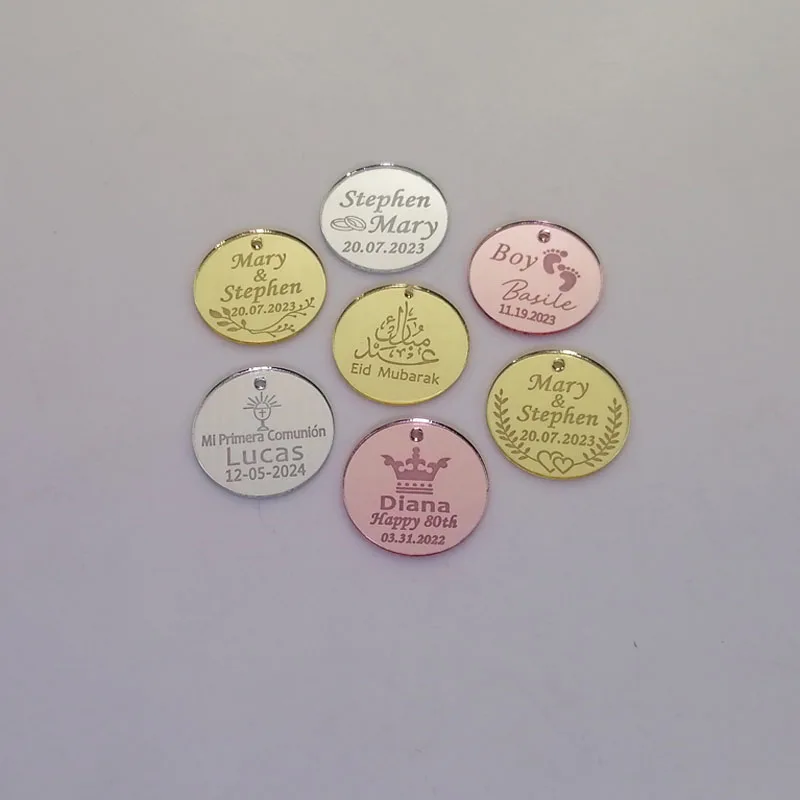 Stephen
Mary
20.07.2023
Mary
&
Stephen
20.07.2023
Boy
Basile
11.19.2023
عيد مبارك
Eid Mubarak
Mary
&
Stephen
20.07.2023
Mi Primera Comunión
Lucas
12-05-2024
Diana
Happy 80th
03.31.2022